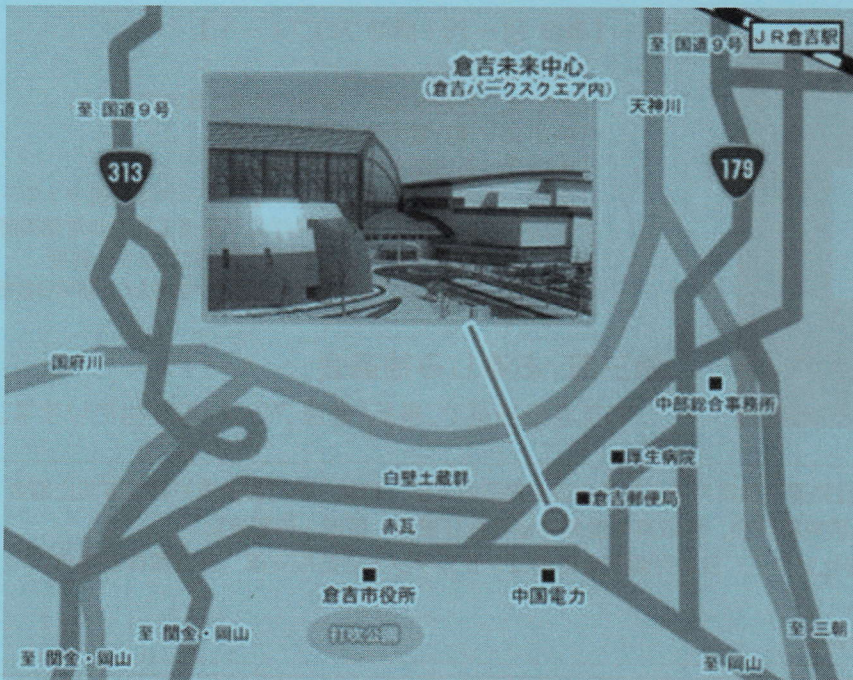 至 国道9号
JR倉吉駅
倉吉未来中心
(倉吉パークスクエア内)
至 国道9号
天神川
313
179
国府川
中部総合事務所
■厚生病院
白壁土蔵群
■倉吉郵便局
赤瓦
倉吉市役所
中国電力
打吹公園
至 関金・岡山
至 関金・岡山
至 三朝
至 岡山